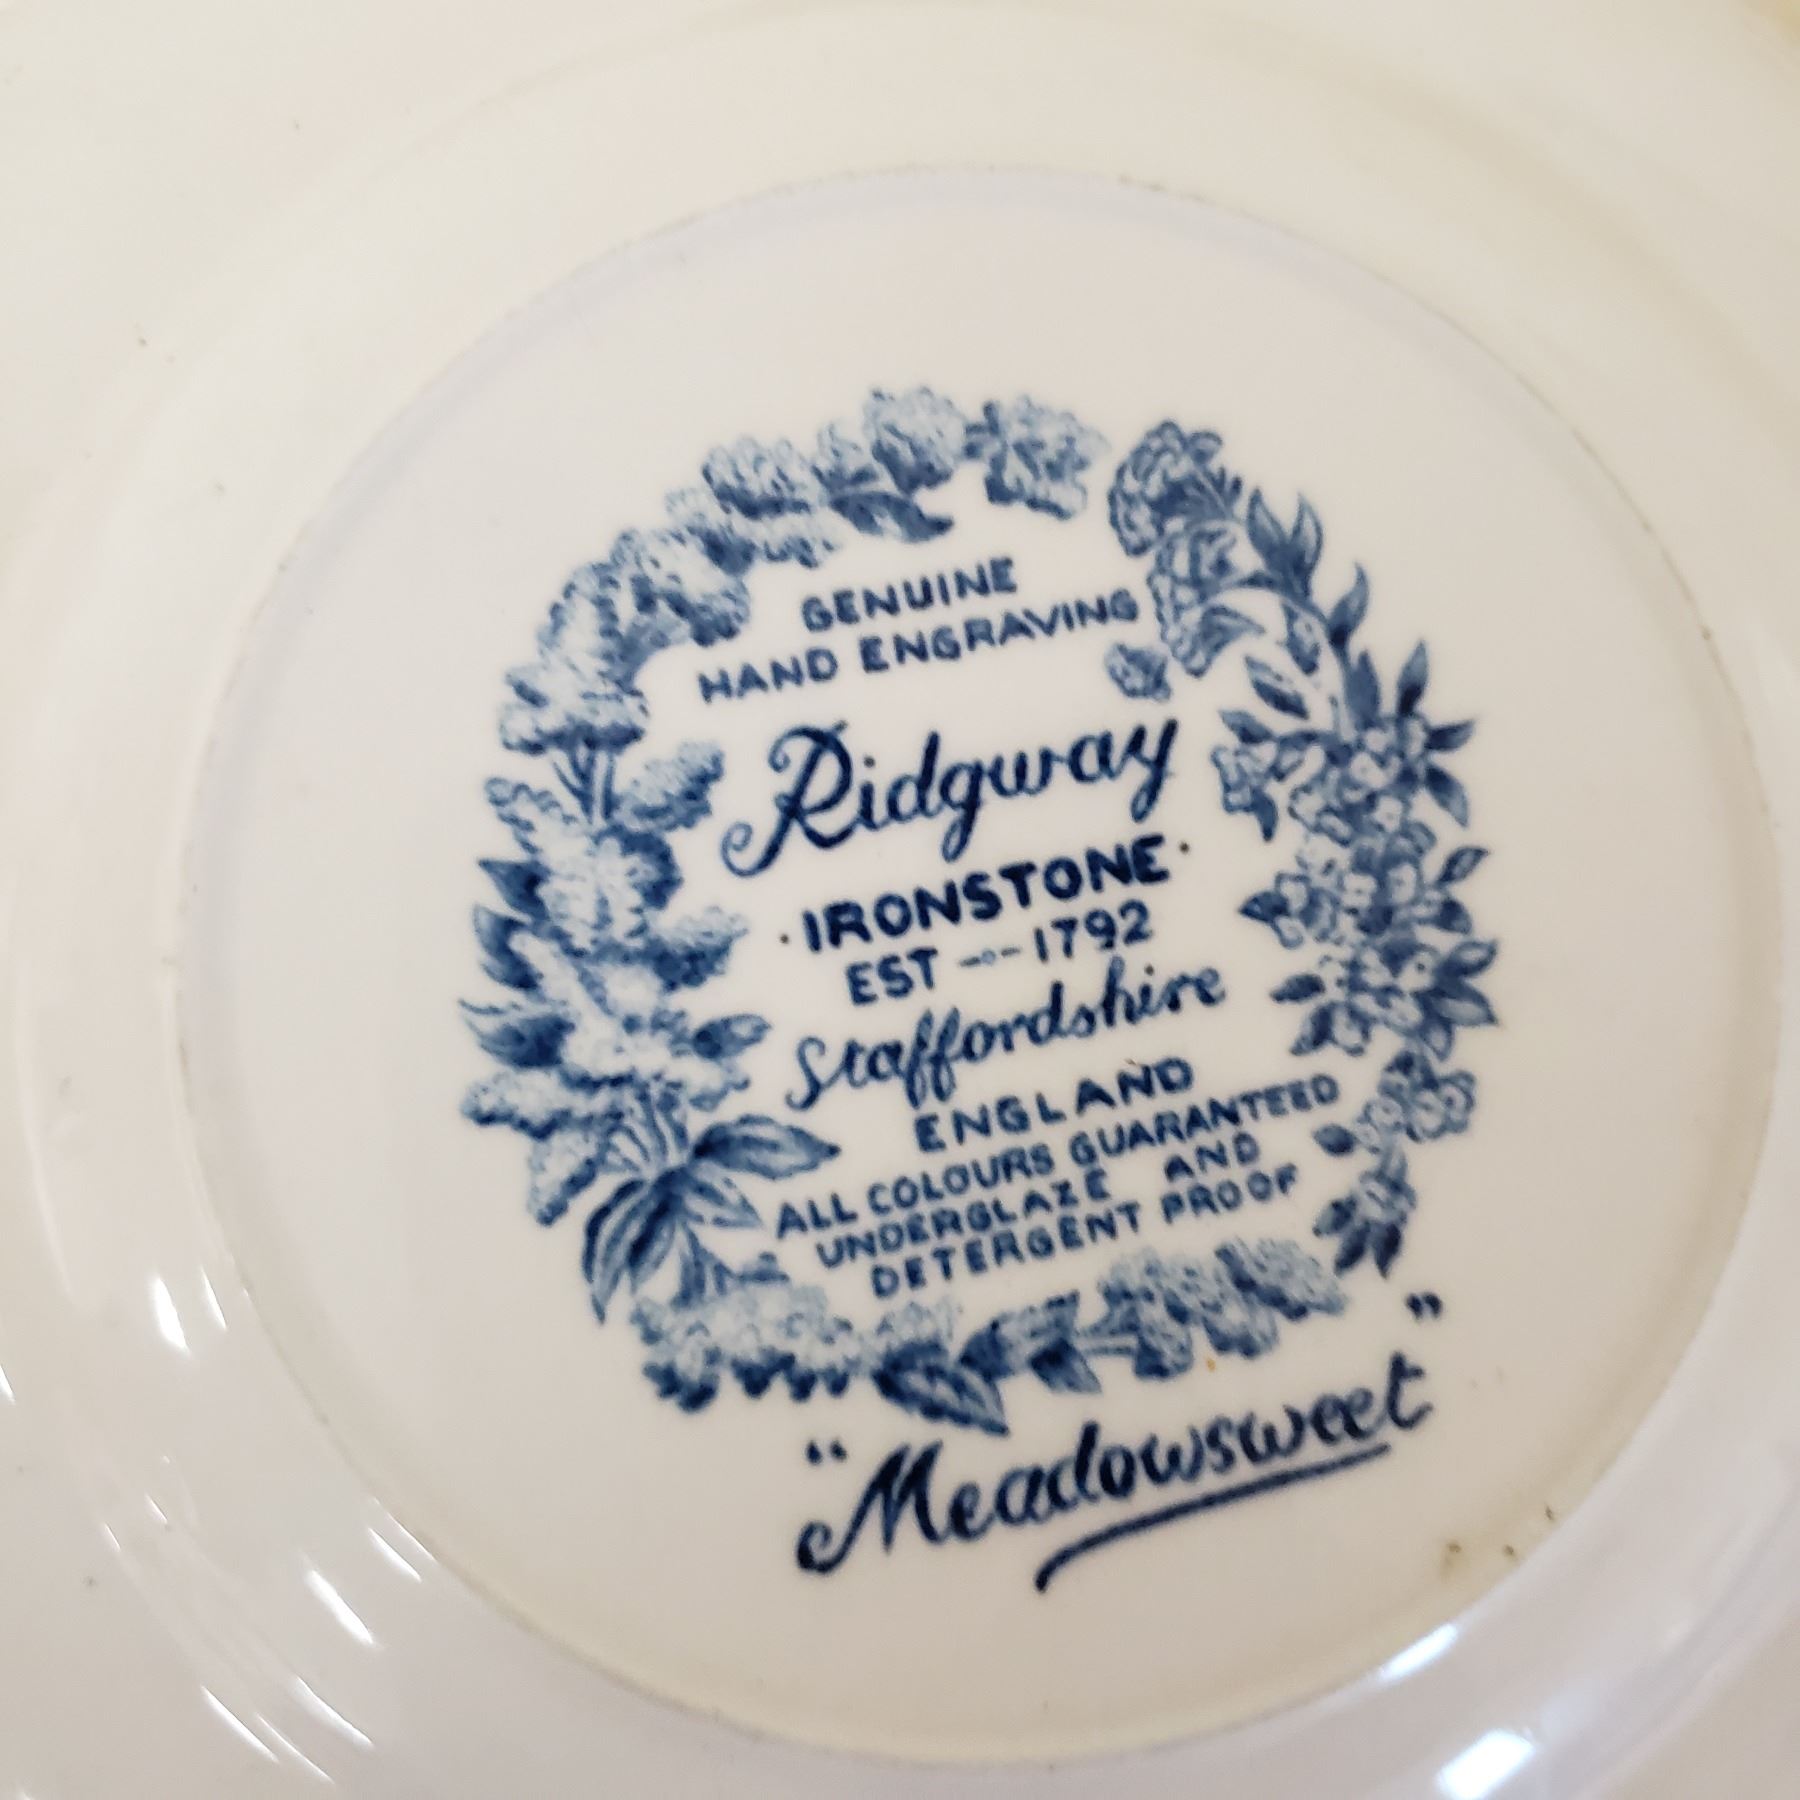 GENUINE
HAND ENGRAVING
Ridgway
·IRONSTONE·
EST --- 1792
Staffordshire
ENGLAND
ALL COLOURS GUARANTEED
UNDERGLAZE AND
DETERGENT PROOF
"Meadowsweet"